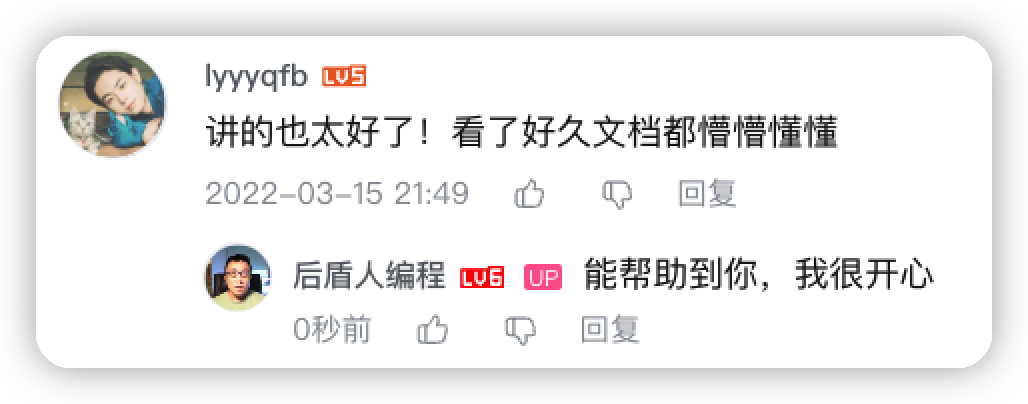 lyyyqfb LV5
讲的也太好了！看了好久文档都懵懵懂懂
2022-03-15 21:49 回复
后盾人编程 LV6 UP 能帮助到你，我很开心
0秒前 回复